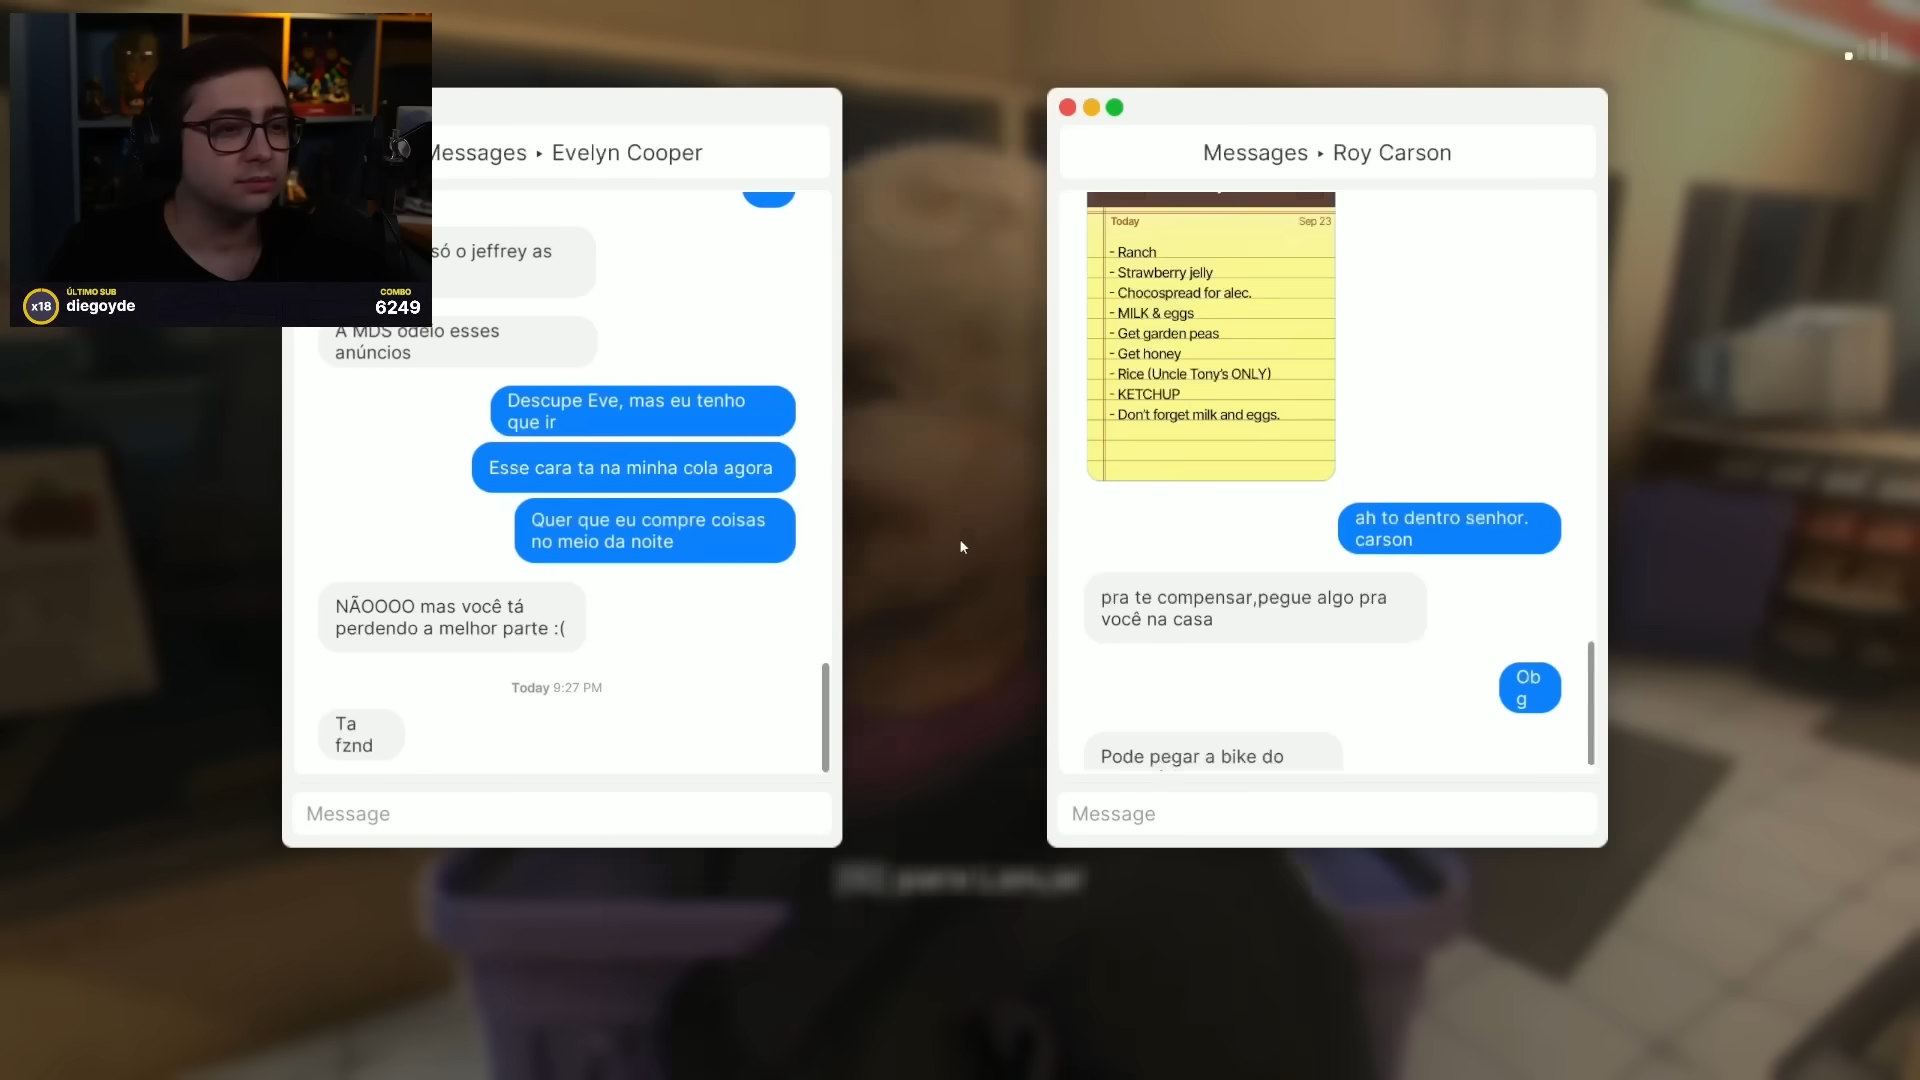 ÚLTIMO SUB
x18
diegoyde
COMBO
6249
Messages ▸ Evelyn Cooper
só o jeffrey as
A MDS odeio esses
anúncios
Descupe Eve, mas eu tenho
que ir
Esse cara ta na minha cola agora
Quer que eu compre coisas
no meio da noite
NÃOOOO mas você tá
perdendo a melhor parte :(
Today 9:27 PM
Ta
fznd
Message
Messages ▸ Roy Carson
Today Sep 23
- Ranch
- Strawberry jelly
- Chocospread for alec.
- MILK & eggs
- Get garden peas
- Get honey
- Rice (Uncle Tony's ONLY)
- KETCHUP
- Don't forget milk and eggs.
ah to dentro senhor.
carson
pra te compensar,pegue algo pra
você na casa
Ob
g
Pode pegar a bike do
Message